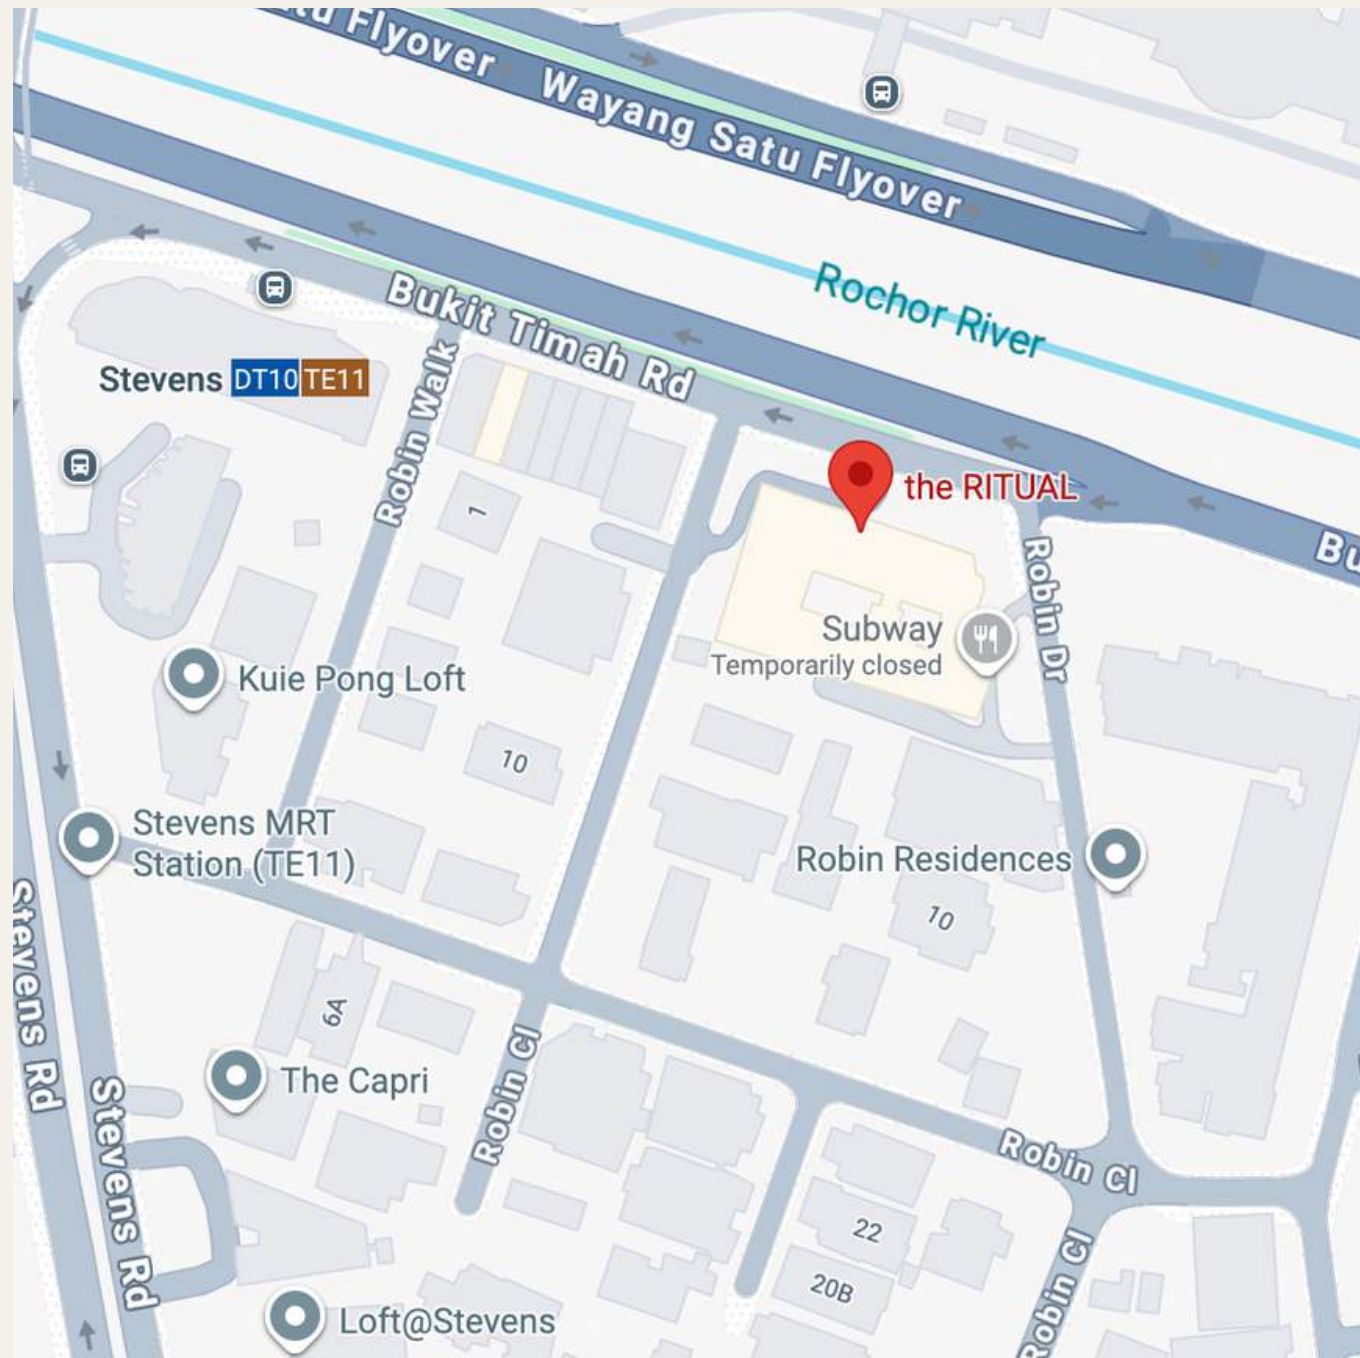 tu Flyover
Wayang Satu Flyover
Rochor River
Bukit Timah Rd
Stevens DT10 TE11
Robin Walk
the RITUAL
Bu
1
Robin Dr
Subway
Temporarily closed
Kuie Pong Loft
10
Stevens MRT
Station (TE11)
Robin Residences
10
Stevens Rd
6A
Robin Cl
The Capri
Stevens Rd
Robin Cl
22
20B
Robin Cl
Loft@Stevens